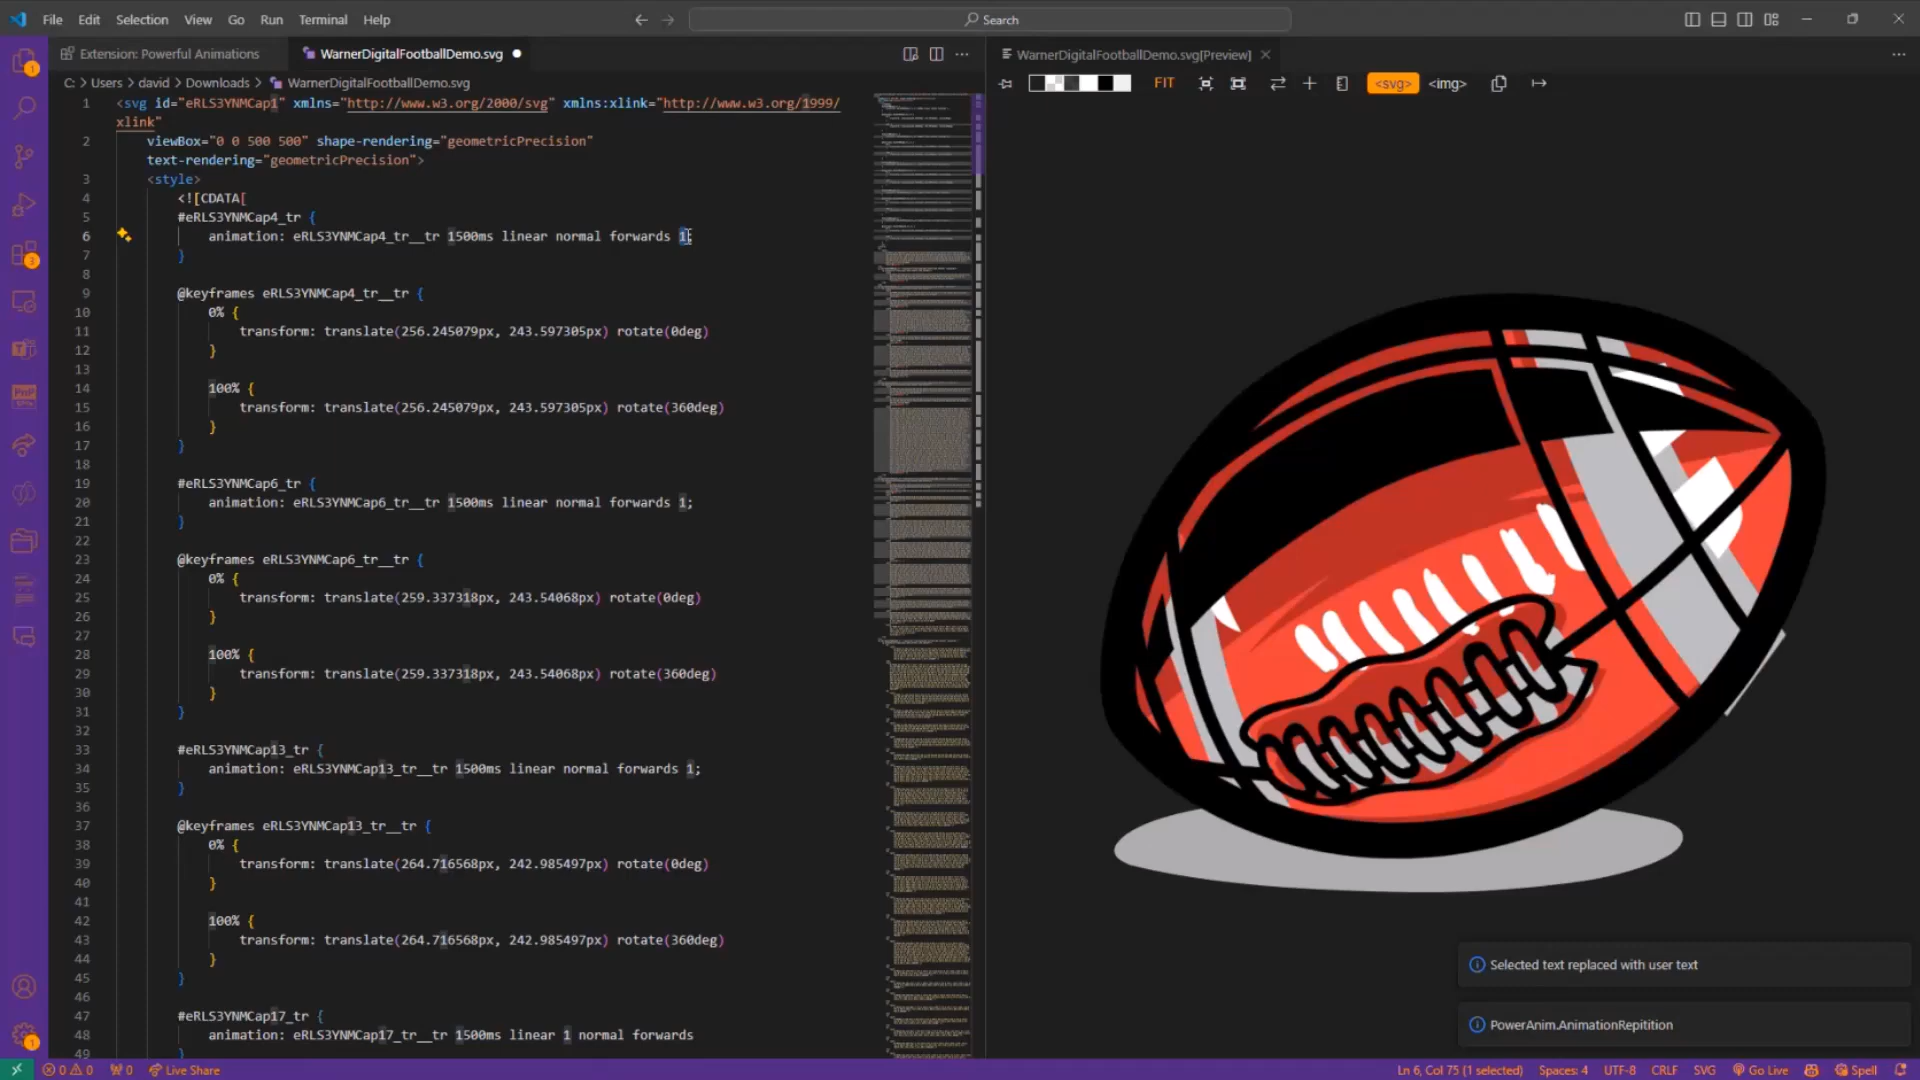 File Edit Selection View Go Run Terminal Help
Search
Extension: Powerful Animations
WarnerDigitalFootballDemo.svg
WarnerDigitalFootballDemo.svg[Preview]
C: > Users > david > Downloads > WarnerDigitalFootballDemo.svg
FIT <svg> <img>
1 <svg id="eRLS3YNMCap1" xmlns="http://www.w3.org/2000/svg" xmlns:xlink="http://www.w3.org/1999/
xlink"
2 viewBox="0 0 500 500" shape-rendering="geometricPrecision"
text-rendering="geometricPrecision">
3 <style>
4 <![CDATA[
5 #eRLS3YNMCap4_tr {
6 animation: eRLS3YNMCap4_tr__tr 1500ms linear normal forwards 1;
7 }
8
9 @keyframes eRLS3YNMCap4_tr__tr {
10 0% {
11 transform: translate(256.245079px, 243.597305px) rotate(0deg)
12 }
13
14 100% {
15 transform: translate(256.245079px, 243.597305px) rotate(360deg)
16 }
17 }
18
19 #eRLS3YNMCap6_tr {
20 animation: eRLS3YNMCap6_tr__tr 1500ms linear normal forwards 1;
21 }
22
23 @keyframes eRLS3YNMCap6_tr__tr {
24 0% {
25 transform: translate(259.337318px, 243.54068px) rotate(0deg)
26 }
27
28 100% {
29 transform: translate(259.337318px, 243.54068px) rotate(360deg)
30 }
31 }
32
33 #eRLS3YNMCap13_tr {
34 animation: eRLS3YNMCap13_tr__tr 1500ms linear normal forwards 1;
35 }
36
37 @keyframes eRLS3YNMCap13_tr__tr {
38 0% {
39 transform: translate(264.716568px, 242.985497px) rotate(0deg)
40 }
41
42 100% {
43 transform: translate(264.716568px, 242.985497px) rotate(360deg)
44 }
45 }
46
47 #eRLS3YNMCap17_tr {
48 animation: eRLS3YNMCap17_tr__tr 1500ms linear 1 normal forwards
49 }
Selected text replaced with user text
PowerAnim.AnimationRepitition
1
3
1
0 0 0 Live Share
Ln 6, Col 75 (1 selected) Spaces: 4 UTF-8 CRLF SVG Go Live Spell